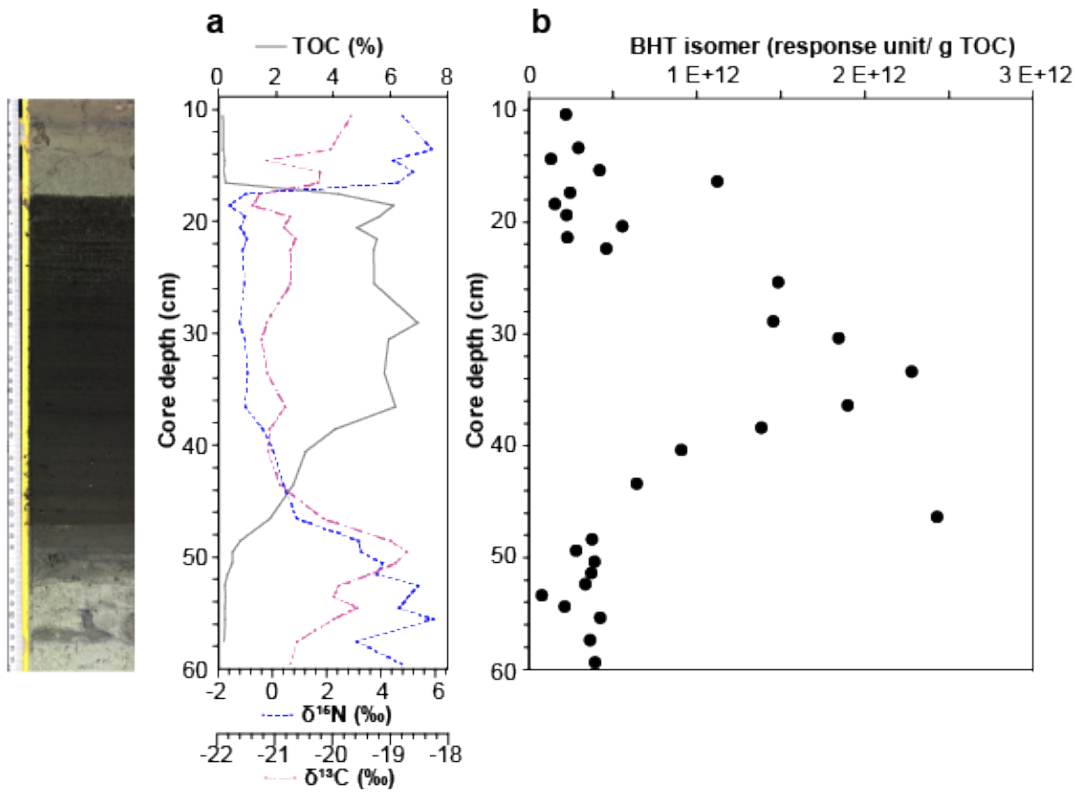 a
TOC (%)
0 2 4 6 8
10
20
30
40
50
60
Core depth (cm)
-2 0 2 4 6
δ¹⁵N (‰)
-22 -21 -20 -19 -18
δ¹³C (‰)
b
BHT isomer (response unit/ g TOC)
0 1 E+12 2 E+12 3 E+12
10
20
30
40
50
60
Core depth (cm)